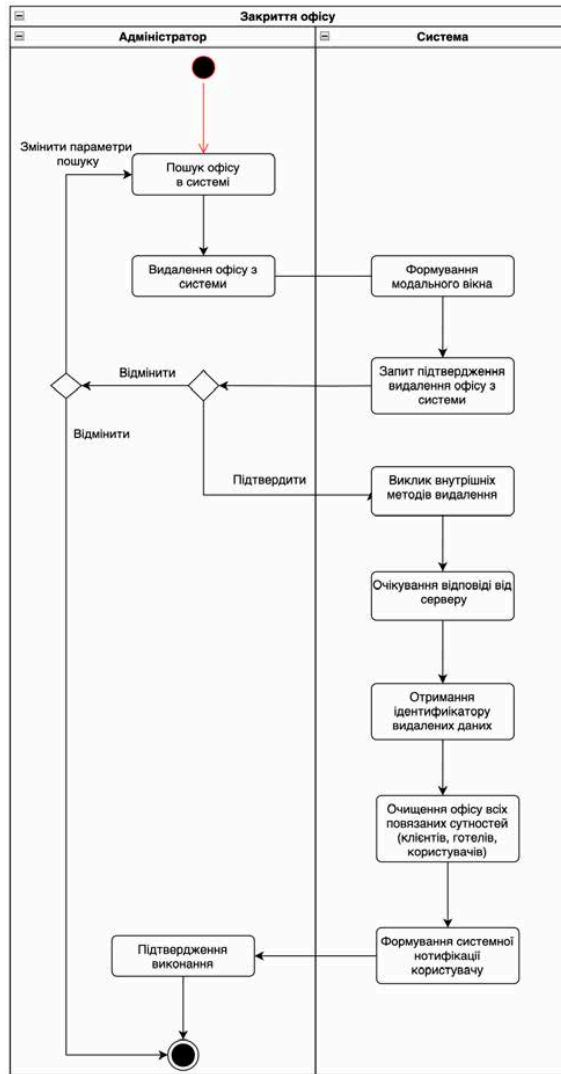 Закриття офісу
Адміністратор
Система
Змінити параметри
пошуку
Пошук офісу
в системі
Видалення офісу з
системи
Формування
модального вікна
Відмінити
Запит підтвердження
видалення офісу з
системи
Відмінити
Підтвердити
Виклик внутрішніх
методів видалення
Очікування відповіді від
серверу
Отримання
ідентифиікатору
видалених даних
Очищення офісу всіх
повязаних сутностей
(клієнтів, готелів,
користувачів)
Підтвердження
виконання
Формування системної
нотифікації
користувачу